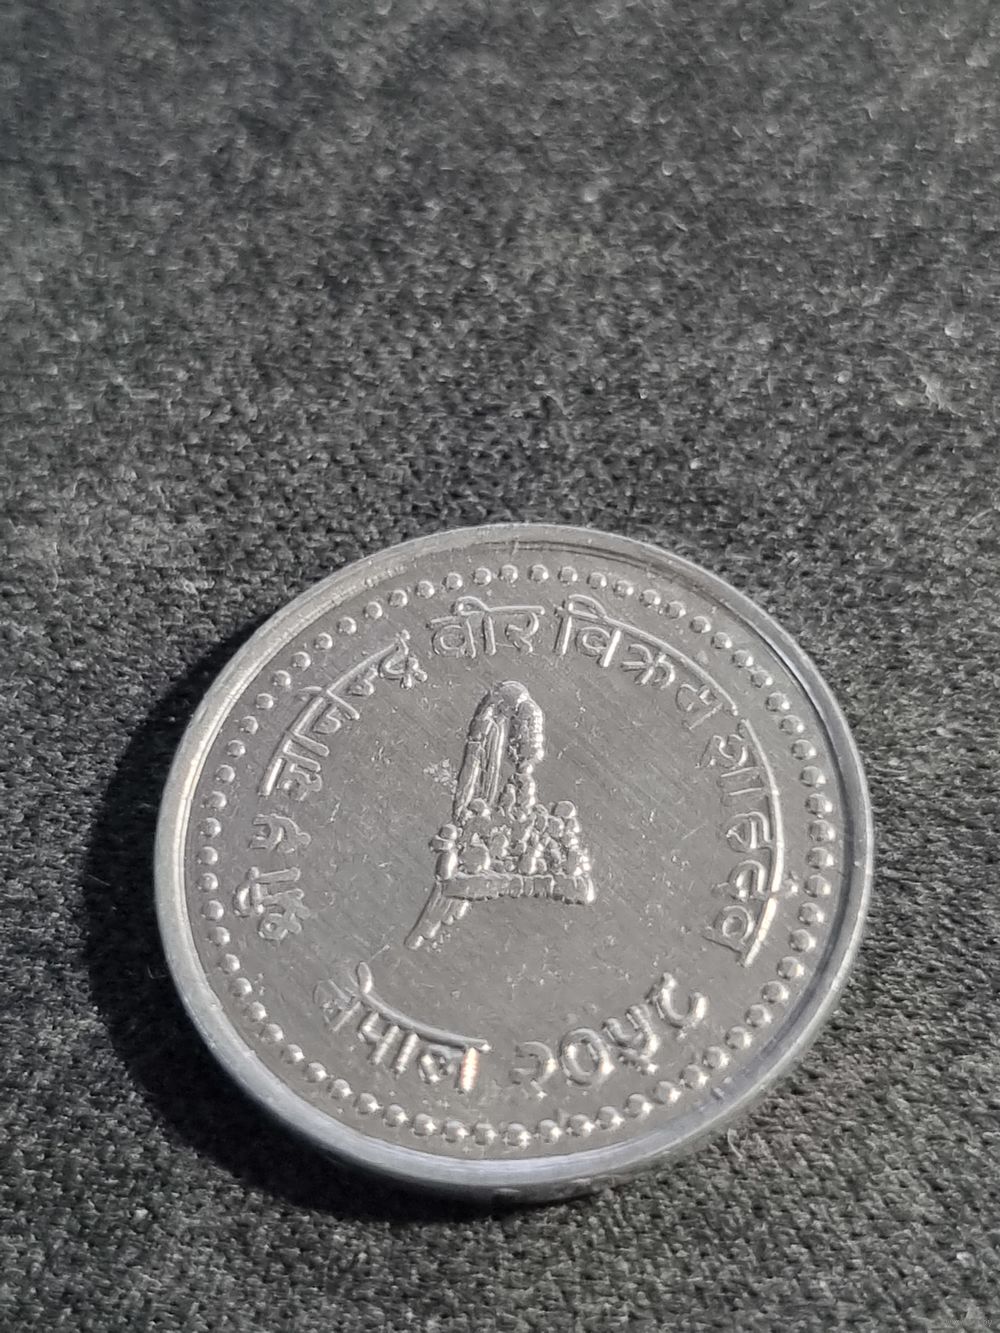 श्री ५ ज्ञानेन्द्र वीर विक्रम शाहदेव
नेपाल २०५८